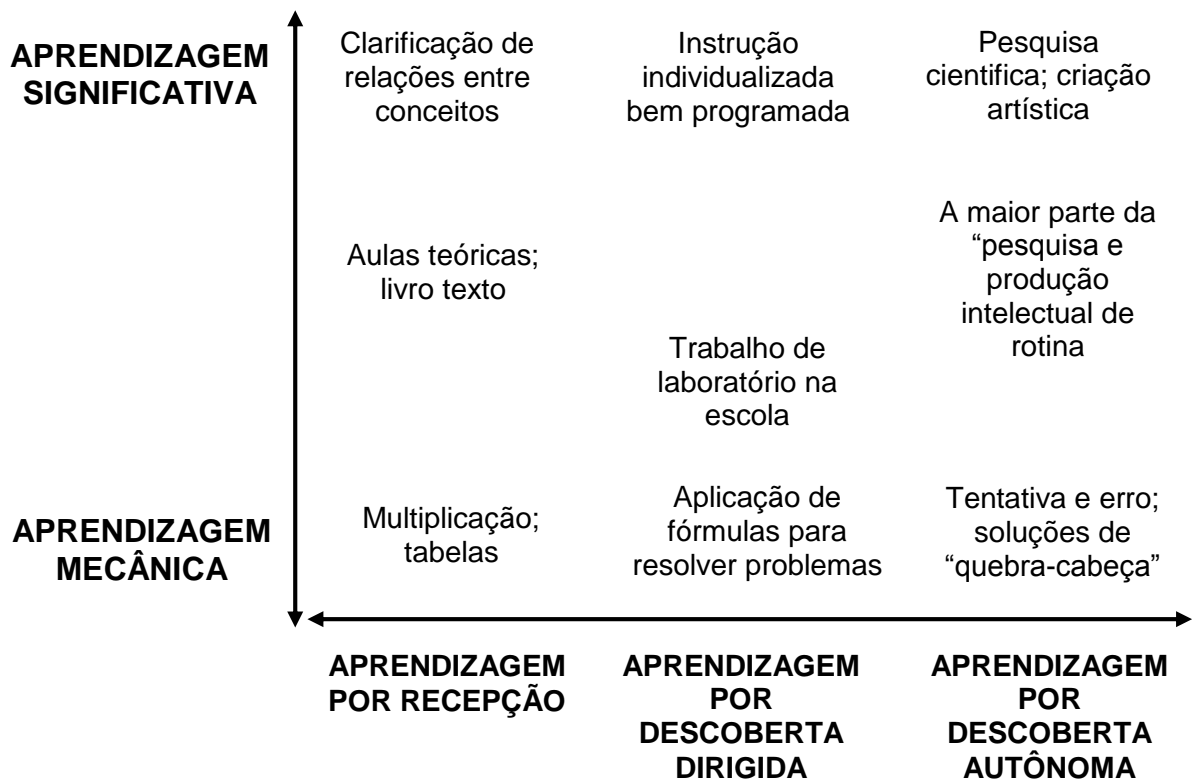 APRENDIZAGEM
SIGNIFICATIVA
Clarificação de
relações entre
conceitos
Instrução
individualizada
bem programada
Pesquisa
cientifica; criação
artística
Aulas teóricas;
livro texto
Trabalho de
laboratório na
escola
A maior parte da
“pesquisa e
produção
intelectual de
rotina
APRENDIZAGEM
MECÂNICA
Multiplicação;
tabelas
Aplicação de
fórmulas para
resolver problemas
Tentativa e erro;
soluções de
“quebra-cabeça”
APRENDIZAGEM
POR RECEPÇÃO
APRENDIZAGEM
POR
DESCOBERTA
DIRIGIDA
APRENDIZAGEM
POR
DESCOBERTA
AUTÔNOMA